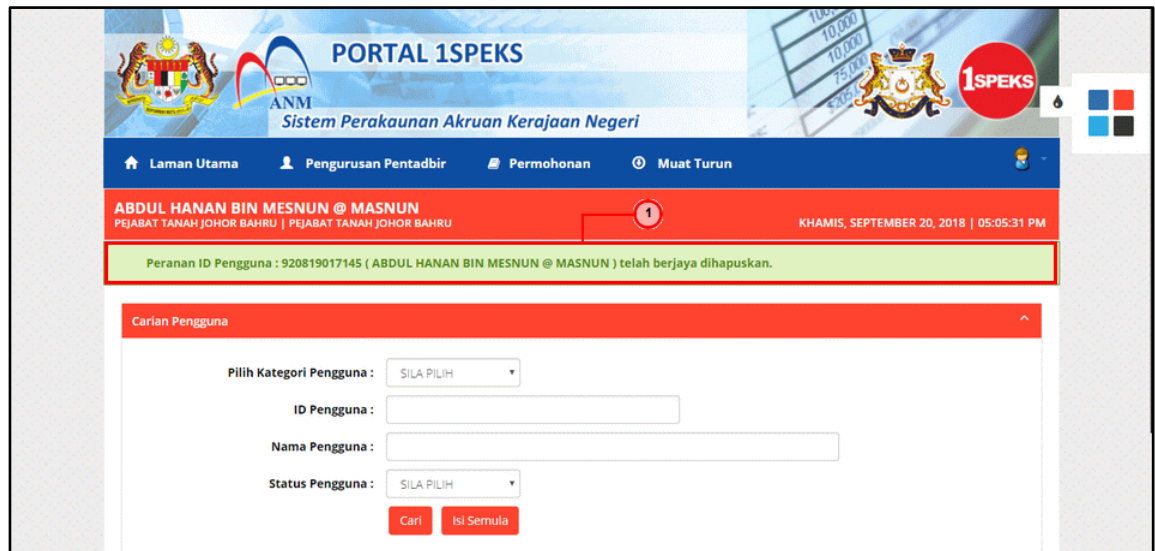 PORTAL 1SPEKS
ANM
Sistem Perakaunan Akruan Kerajaan Negeri
1SPEKS
Laman Utama Pengurusan Pentadbir Permohonan Muat Turun
ABDUL HANAN BIN MESNUN @ MASNUN
PEJABAT TANAH JOHOR BAHRU | PEJABAT TANAH JOHOR BAHRU
1
KHAMIS, SEPTEMBER 20, 2018 | 05:05:31 PM
Peranan ID Pengguna : 920819017145 ( ABDUL HANAN BIN MESNUN @ MASNUN ) telah berjaya dihapuskan.
Carian Pengguna
Pilih Kategori Pengguna : SILA PILIH
ID Pengguna :
Nama Pengguna :
Status Pengguna : SILA PILIH
Cari Isi Semula